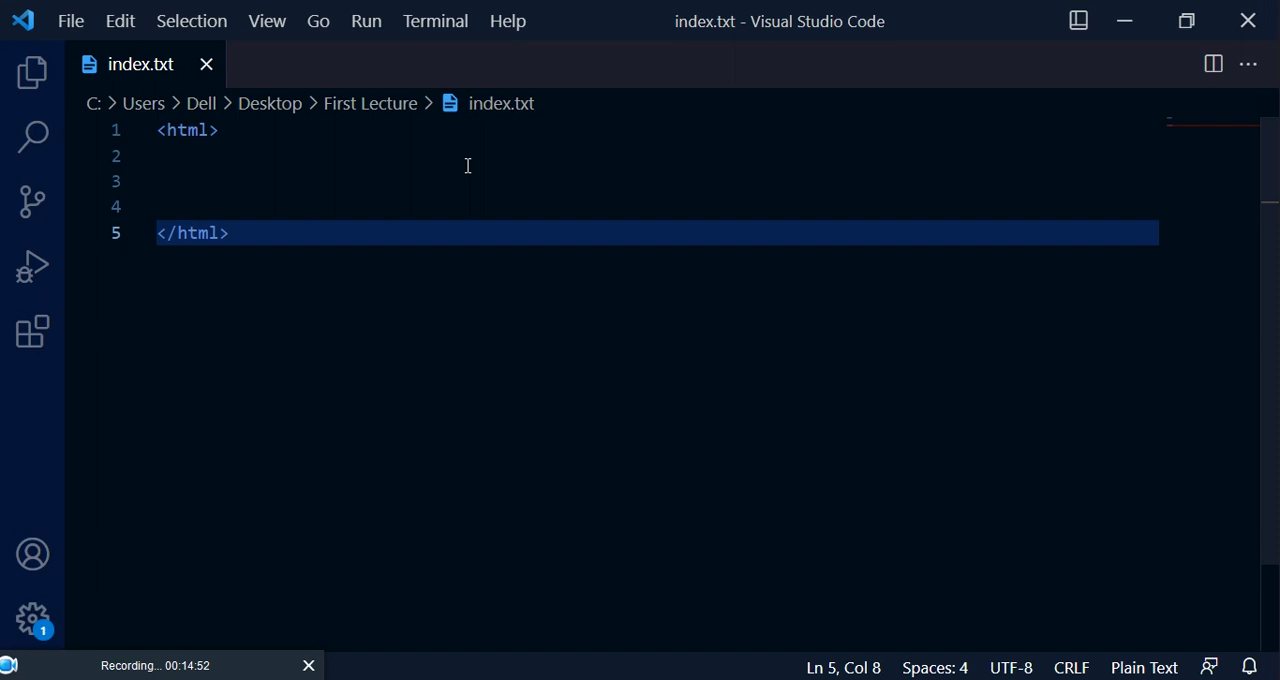 File Edit Selection View Go Run Terminal Help index.txt - Visual Studio Code
index.txt
C: > Users > Dell > Desktop > First Lecture > index.txt
1 <html>
2
3
4
5 </html>
1
Recording... 00:14:52
Ln 5, Col 8 Spaces: 4 UTF-8 CRLF Plain Text